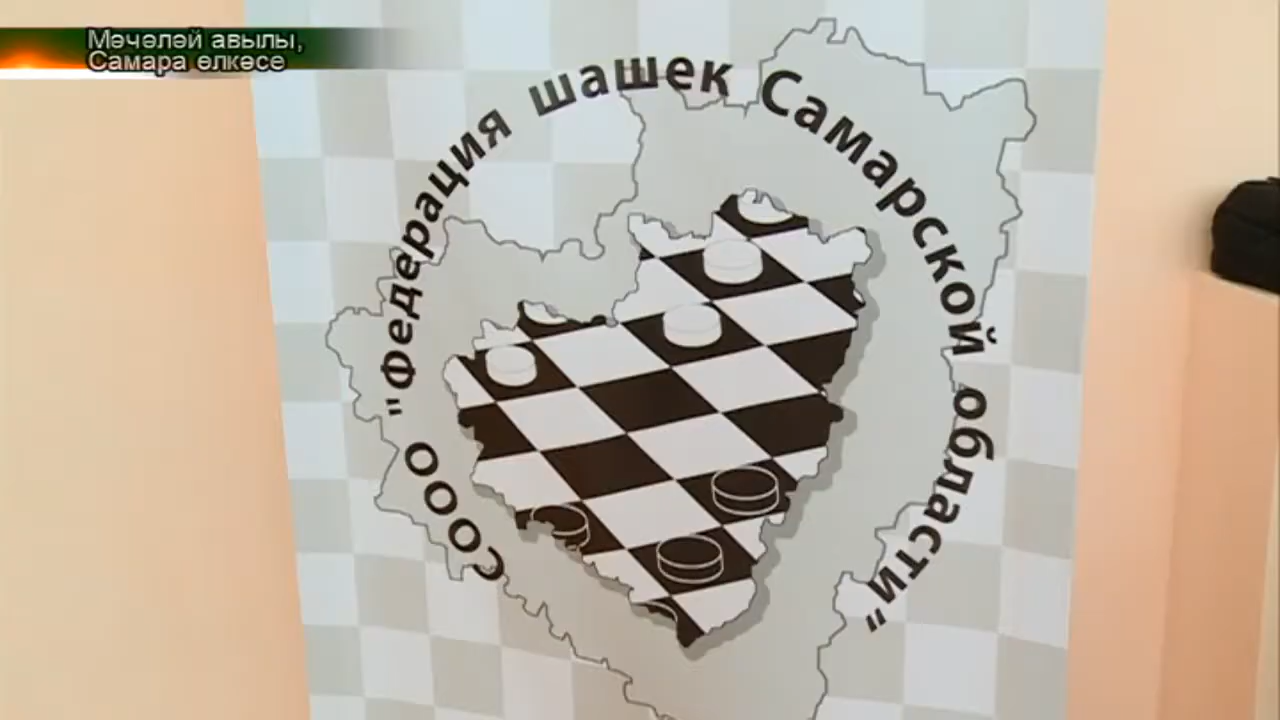 Мәчәләй авылы,
Самара өлкәсе
СООО "Федерация шашек Самарской области"